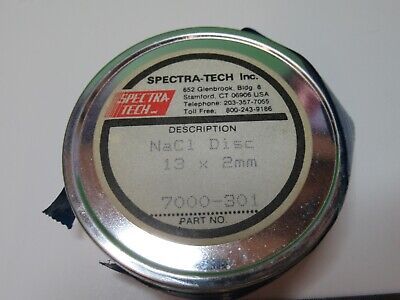 SPECTRA-TECH Inc.
652 Glenbrook, Bldg. 8
Stamford, CT 06906 USA
Telephone: 203-357-7055
Toll Free: 800-243-9186
SPECTRA-
TECH INC
DESCRIPTION
NaCl Disc
13 x 2mm
7000-301
PART NO.